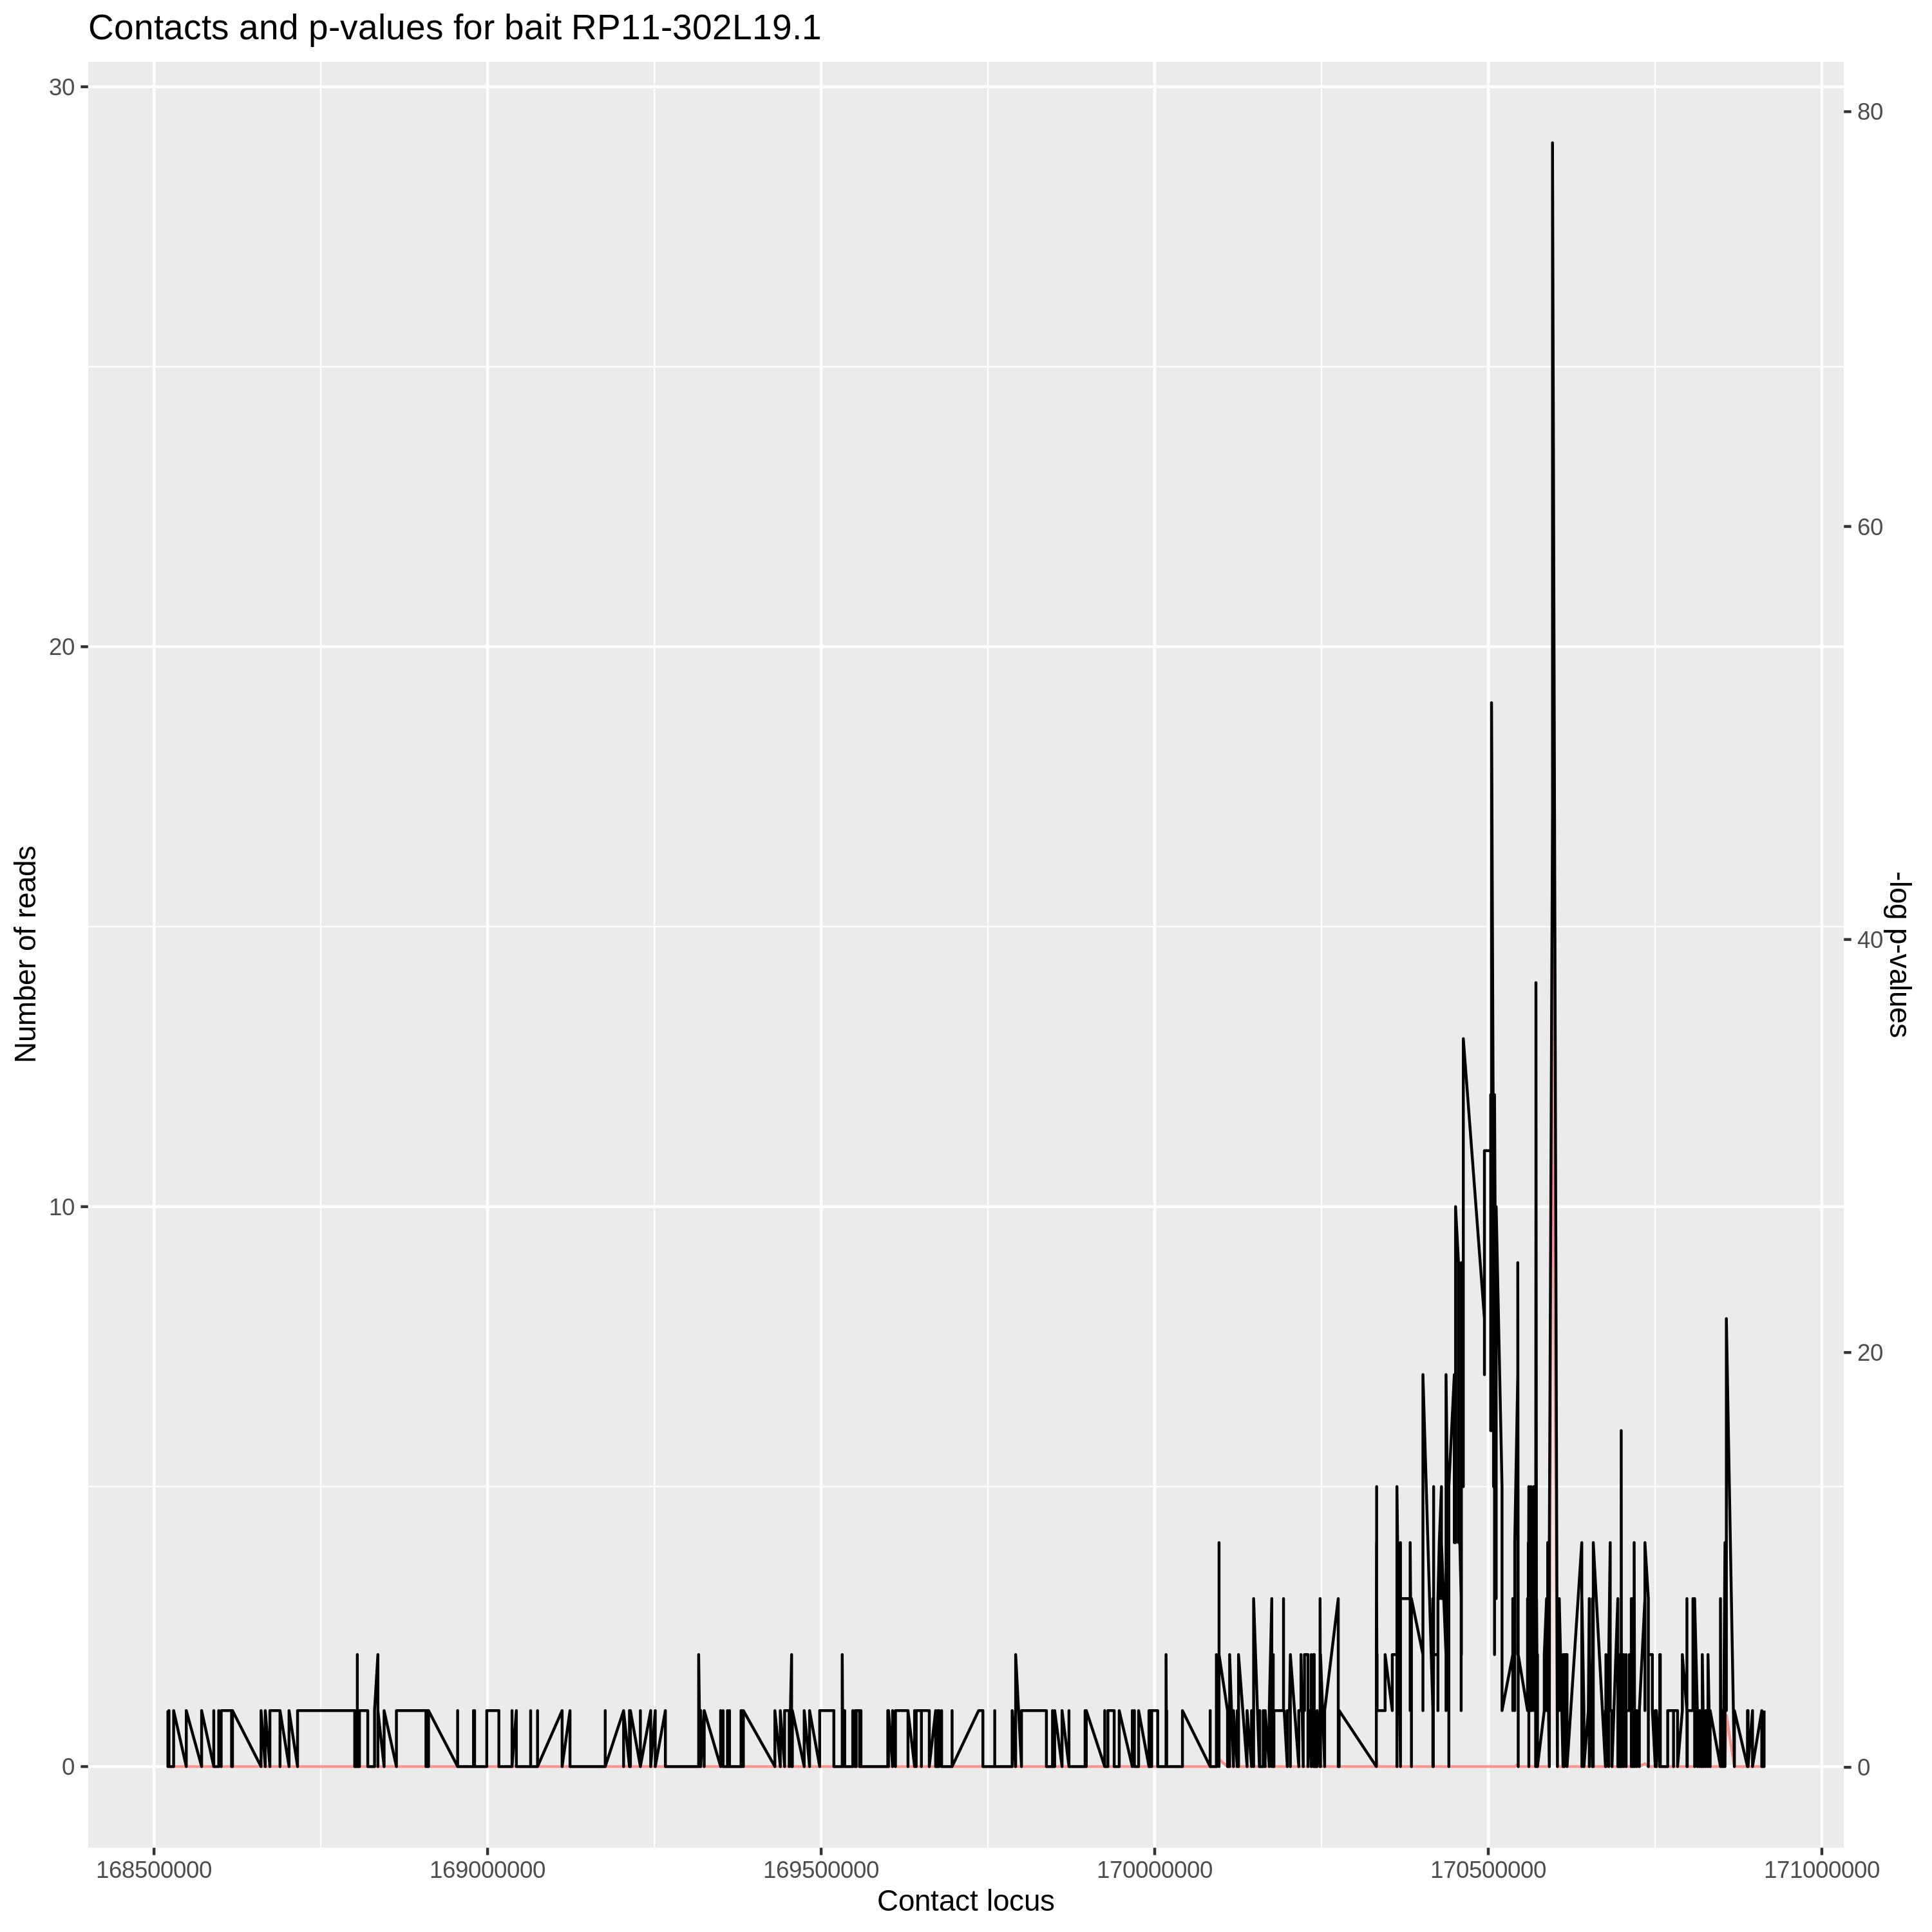 Contacts and p-values for bait RP11-302L19.1
30
20
10
0
Number of reads
80
60
40
20
0
-log p-values
168500000 169000000 169500000 170000000 170500000 171000000
Contact locus